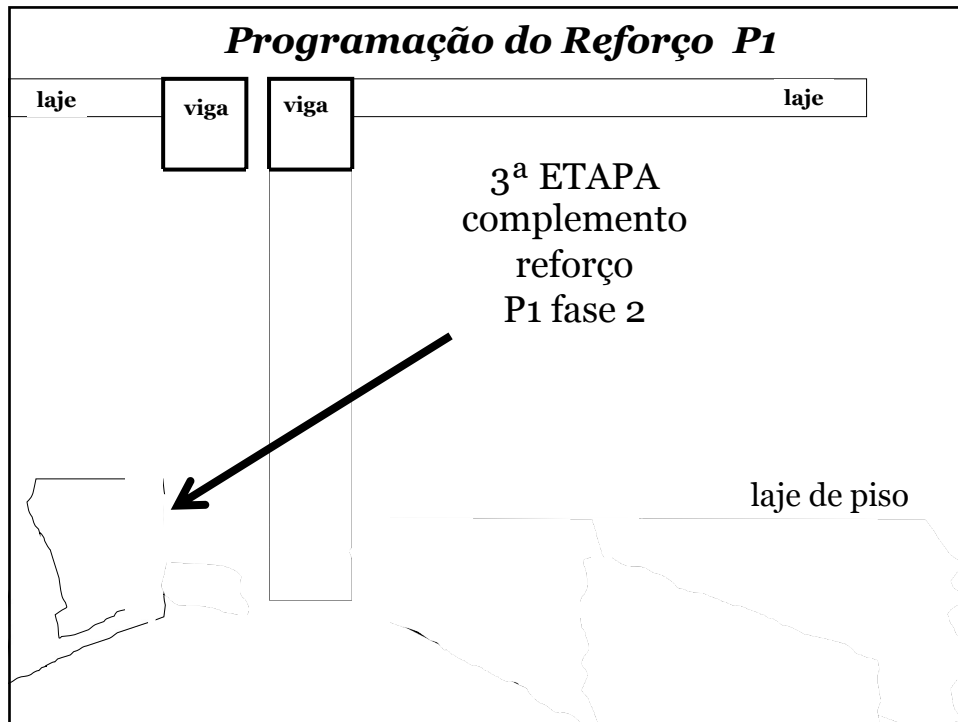 Programação do Reforço P1
laje
viga
viga
laje
3ª ETAPA
complemento
reforço
P1 fase 2
laje de piso